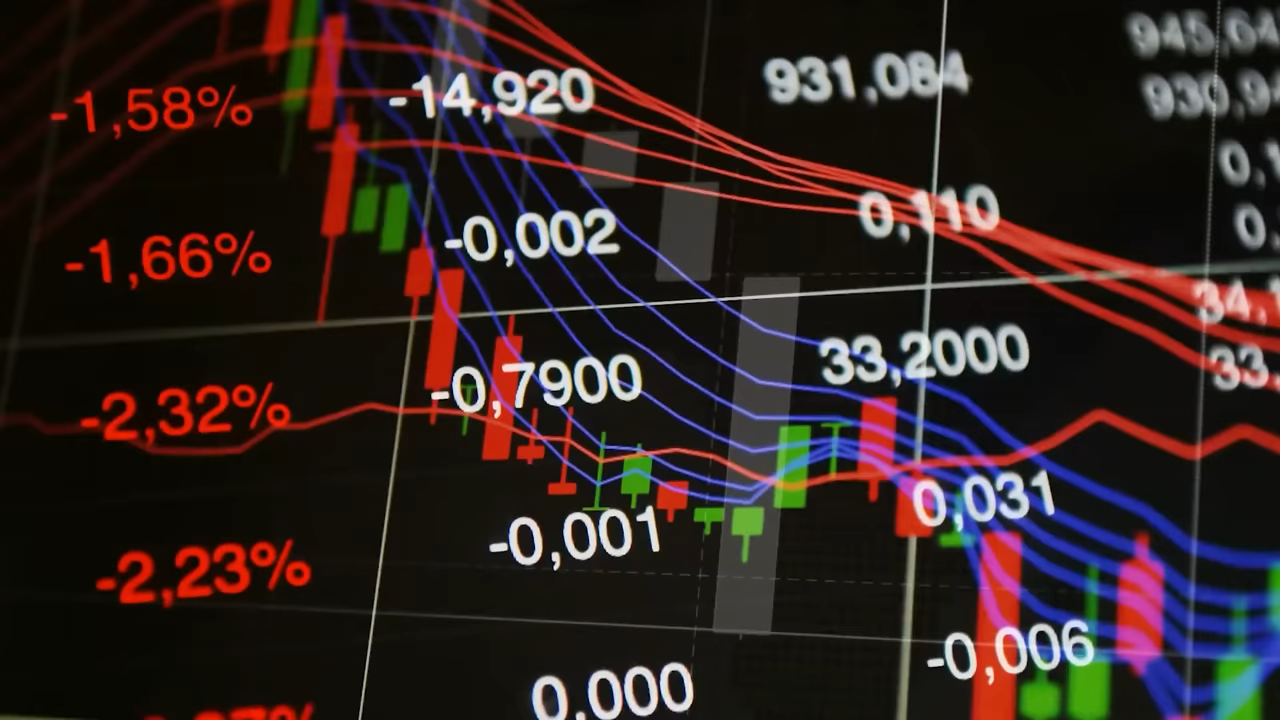 -1,58% -14,920 931,084
-1,66% -0,002 0,110
-2,32% -0,7900 33,2000
-2,23% -0,001 0,031
0,000 -0,006